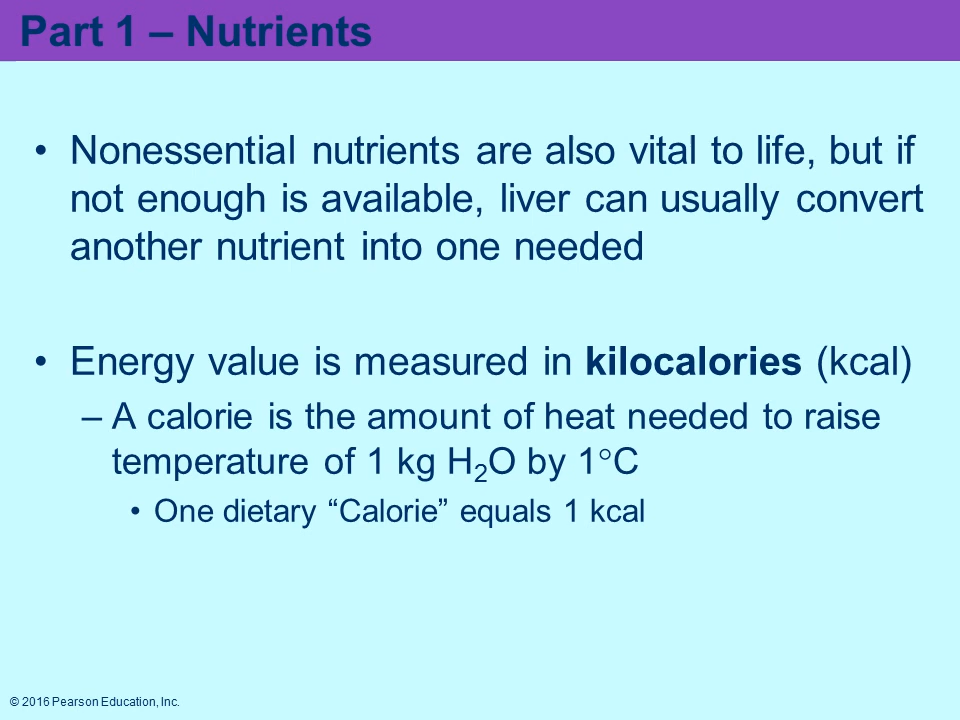 Part 1 – Nutrients
• Nonessential nutrients are also vital to life, but if
not enough is available, liver can usually convert
another nutrient into one needed
• Energy value is measured in kilocalories (kcal)
– A calorie is the amount of heat needed to raise
temperature of 1 kg H₂O by 1°C
• One dietary “Calorie” equals 1 kcal
© 2016 Pearson Education, Inc.